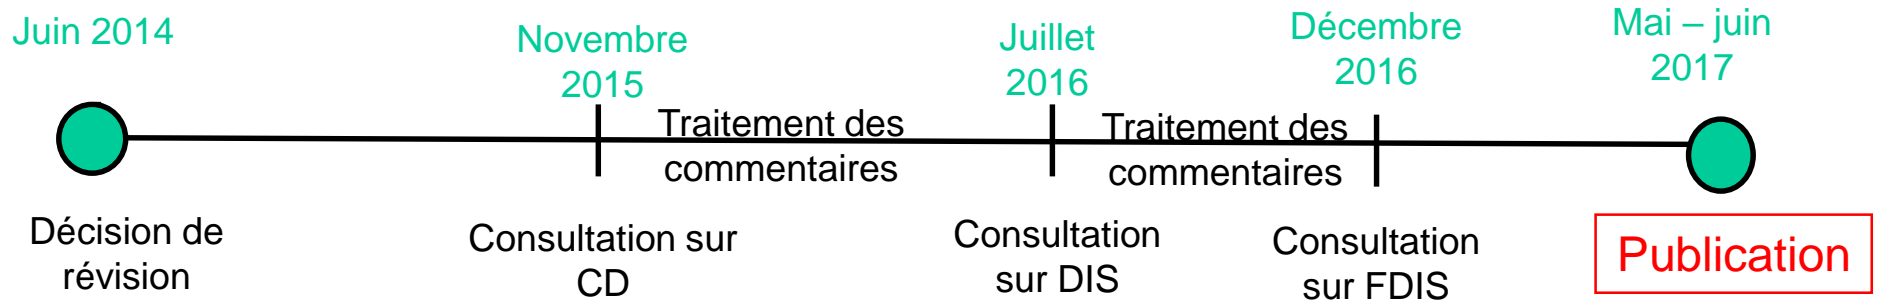 Juin 2014
Novembre
2015
Juillet
2016
Décembre
2016
Mai – juin
2017
Traitement des
commentaires
Traitement des
commentaires
Décision de
révision
Consultation sur
CD
Consultation
sur DIS
Consultation
sur FDIS
Publication